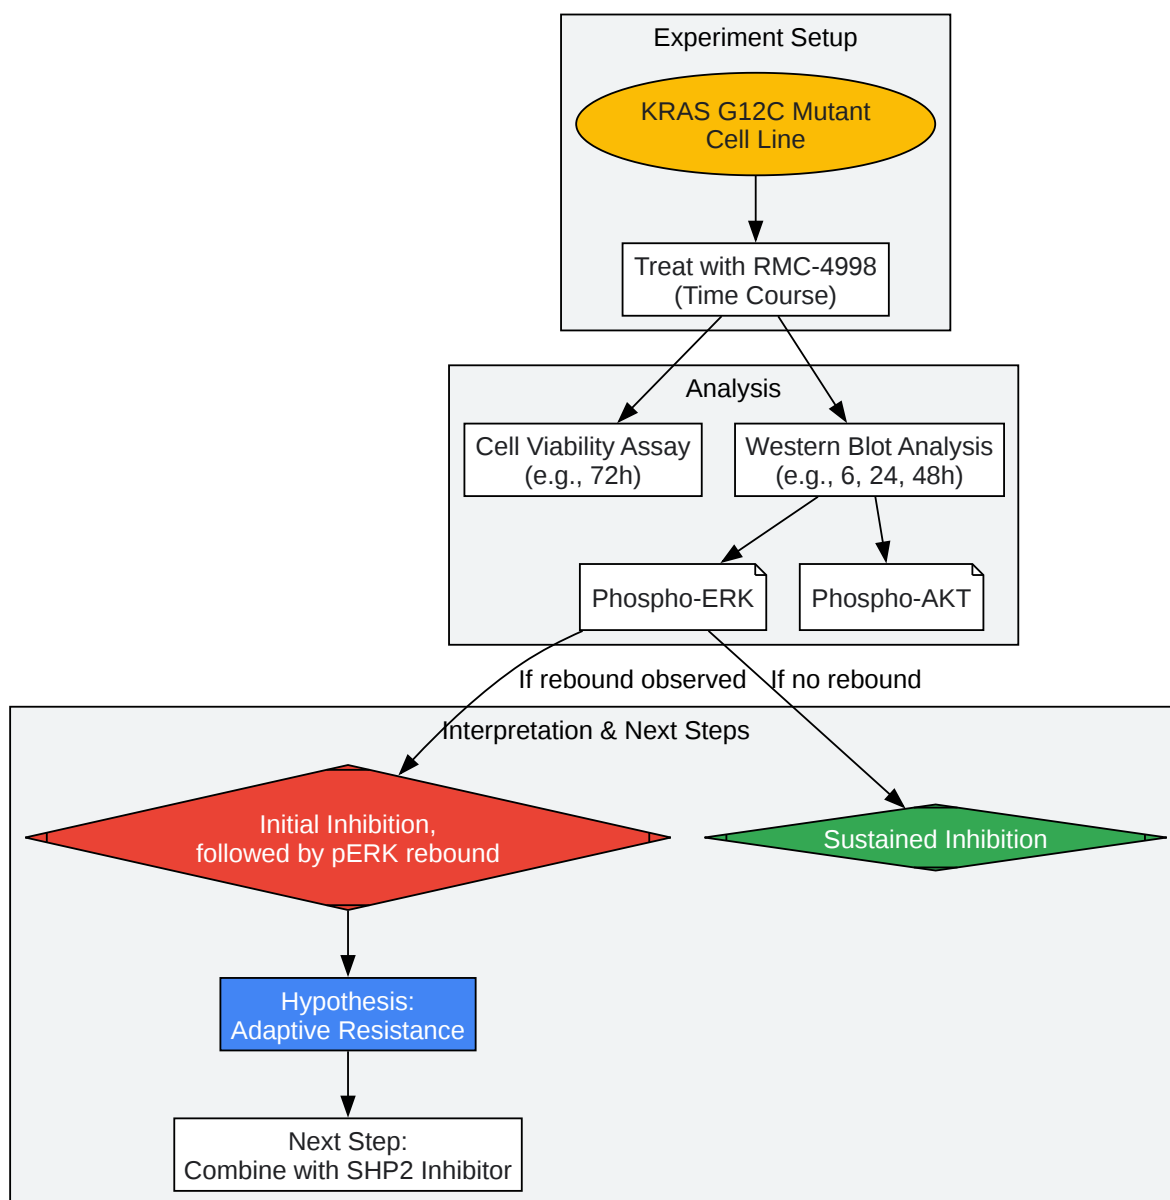 Experiment Setup
KRAS G12C Mutant
Cell Line
Treat with RMC-4998
(Time Course)
Analysis
Cell Viability Assay
(e.g., 72h)
Western Blot Analysis
(e.g., 6, 24, 48h)
Phospho-ERK
Phospho-AKT
If rebound observed
If no rebound
Interpretation & Next Steps
Initial Inhibition,
followed by pERK rebound
Sustained Inhibition
Hypothesis:
Adaptive Resistance
Next Step:
Combine with SHP2 Inhibitor